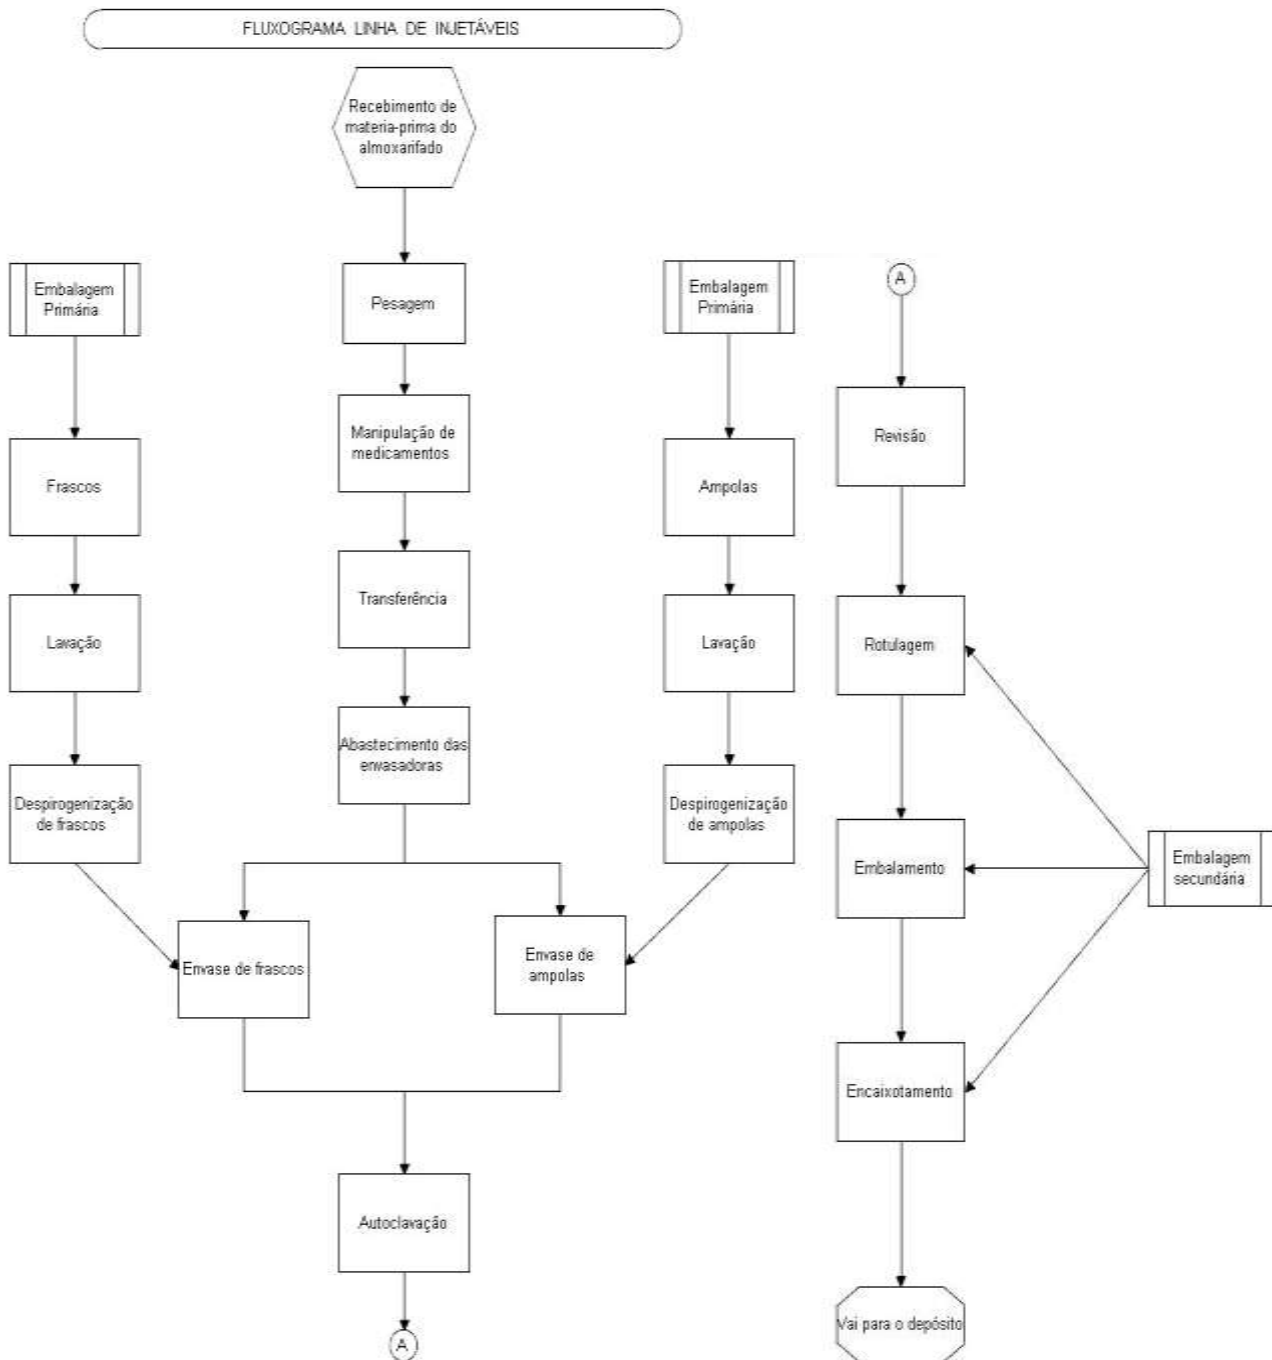 FLUXOGRAMA LINHA DE INJETÁVEIS
Recebimento de
materia-prima do
almoxarifado
Embalagem
Primária
Pesagem
Embalagem
Primária
A
Manipulação de
medicamentos
Revisão
Frascos
Ampolas
Transferência
Lavação
Lavação
Rotulagem
Abastecimento das
envasadoras
Despirogenização
de frascos
Despirogenização
de ampolas
Embalamento
Embalagem
secundária
Envase de frascos
Envase de
ampolas
Encaixotamento
Autoclavação
Vai para o depósito
A